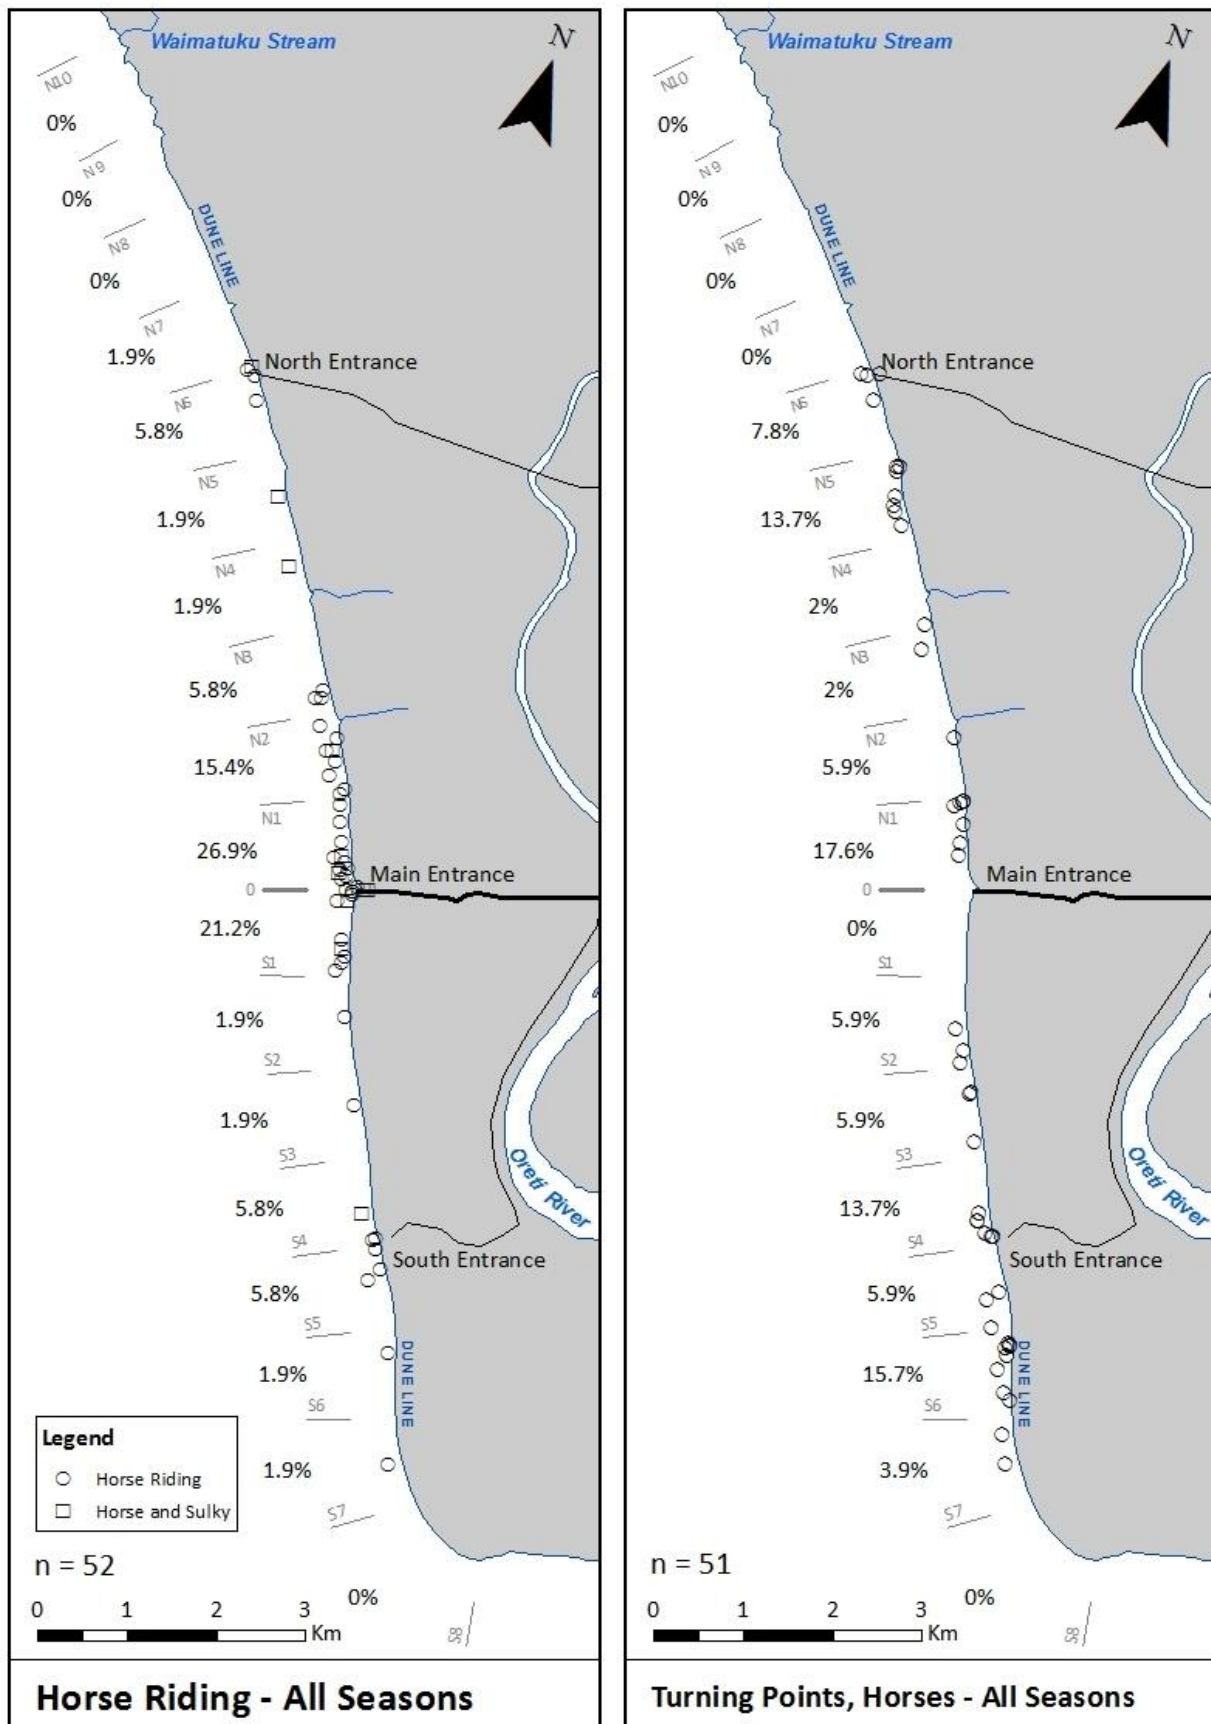 Waimatuku Stream
N
N10
0%
N9
0%
N8
DUNE LINE
0%
N7
1.9%
North Entrance
N6
5.8%
N5
1.9%
N4
1.9%
N3
5.8%
N2
15.4%
N1
26.9%
Main Entrance
0
21.2%
S1
1.9%
S2
1.9%
S3
Oreti River
5.8%
S4
South Entrance
5.8%
S5
DUNE LINE
1.9%
S6
Legend
Horse Riding
Horse and Sulky
1.9%
S7
n = 52
0%
0 1 2 3
Km
S8
Horse Riding - All Seasons
Waimatuku Stream
N
N10
0%
N9
0%
N8
DUNE LINE
0%
N7
0%
North Entrance
N6
7.8%
N5
13.7%
N4
2%
N3
2%
N2
5.9%
N1
17.6%
Main Entrance
0
0%
S1
5.9%
S2
5.9%
S3
Oreti River
13.7%
S4
South Entrance
5.9%
S5
DUNE LINE
15.7%
S6
3.9%
S7
n = 51
0%
0 1 2 3
Km
S8
Turning Points, Horses - All Seasons